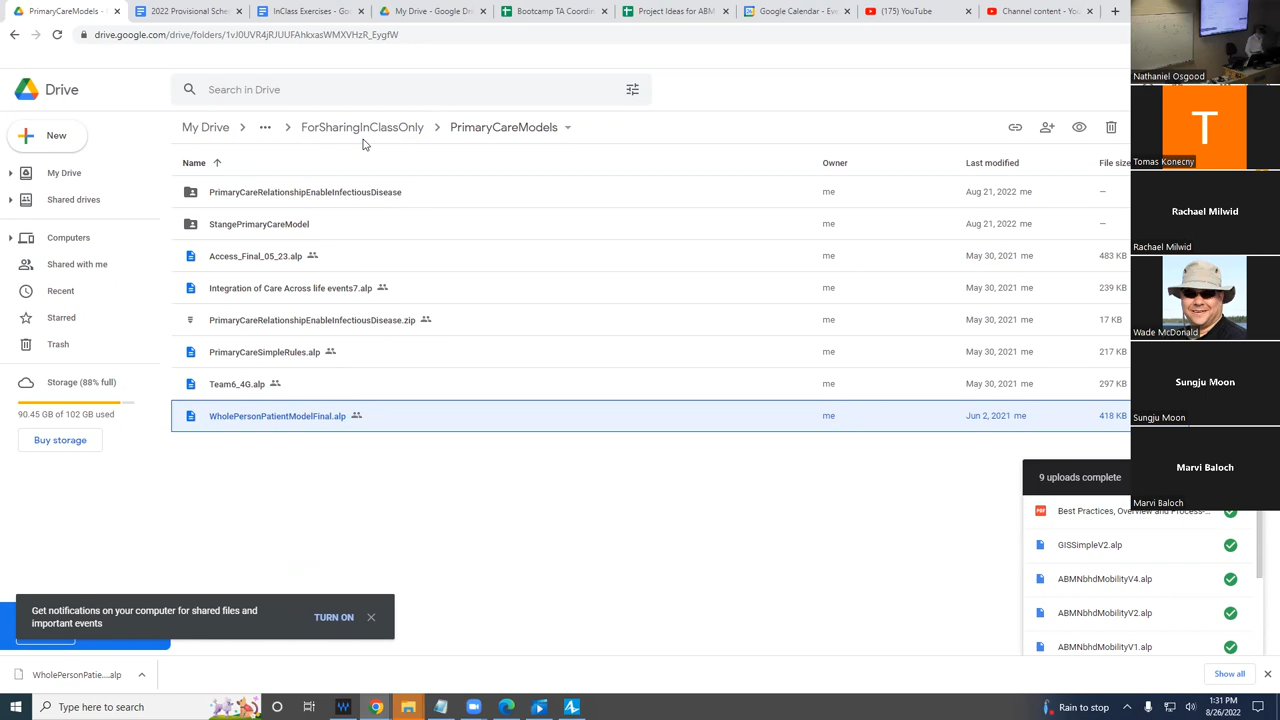 PrimaryCareModels - G
2022 Provisional Sche
InClass Exercises - Go
My Drive - Google Dri
Bootcamp TA Coordin
Project Ideas for ABM
Google Calendar - Eve
(175) YouTube
Channel content - You
drive.google.com/drive/folders/1vJ0UVR4jRJUUFAhkxasWMXVHzR_EygfW
Drive
Search in Drive
Nathaniel Osgood
New
My Drive
ForSharingInClassOnly
PrimaryCareModels
T
Tomas Konecny
Name
Owner
Last modified
File size
My Drive
PrimaryCareRelationshipEnableInfectiousDisease
me
Aug 21, 2022 me
—
Shared drives
StangePrimaryCareModel
me
Aug 21, 2022 me
—
Rachael Milwid
Rachael Milwid
Computers
Access_Final_05_23.alp
me
May 30, 2021 me
483 KB
Shared with me
Recent
Integration of Care Across life events7.alp
me
May 30, 2021 me
239 KB
Starred
PrimaryCareRelationshipEnableInfectiousDisease.zip
me
May 30, 2021 me
17 KB
Wade McDonald
Trash
PrimaryCareSimpleRules.alp
me
May 30, 2021 me
217 KB
Storage (88% full)
Team6_4G.alp
me
May 30, 2021 me
297 KB
Sungju Moon
Sungju Moon
90.45 GB of 102 GB used
WholePersonPatientModelFinal.alp
me
Jun 2, 2021 me
418 KB
Buy storage
Marvi Baloch
Marvi Baloch
9 uploads complete
Best Practices, Overview and Process-...
GISSimpleV2.alp
ABMNbhdMobilityV4.alp
ABMNbhdMobilityV2.alp
ABMNbhdMobilityV1.alp
Get notifications on your computer for shared files and
important events
TURN ON
WholePersonPatie....alp
Show all
Type here to search
Rain to stop
1:31 PM
8/26/2022